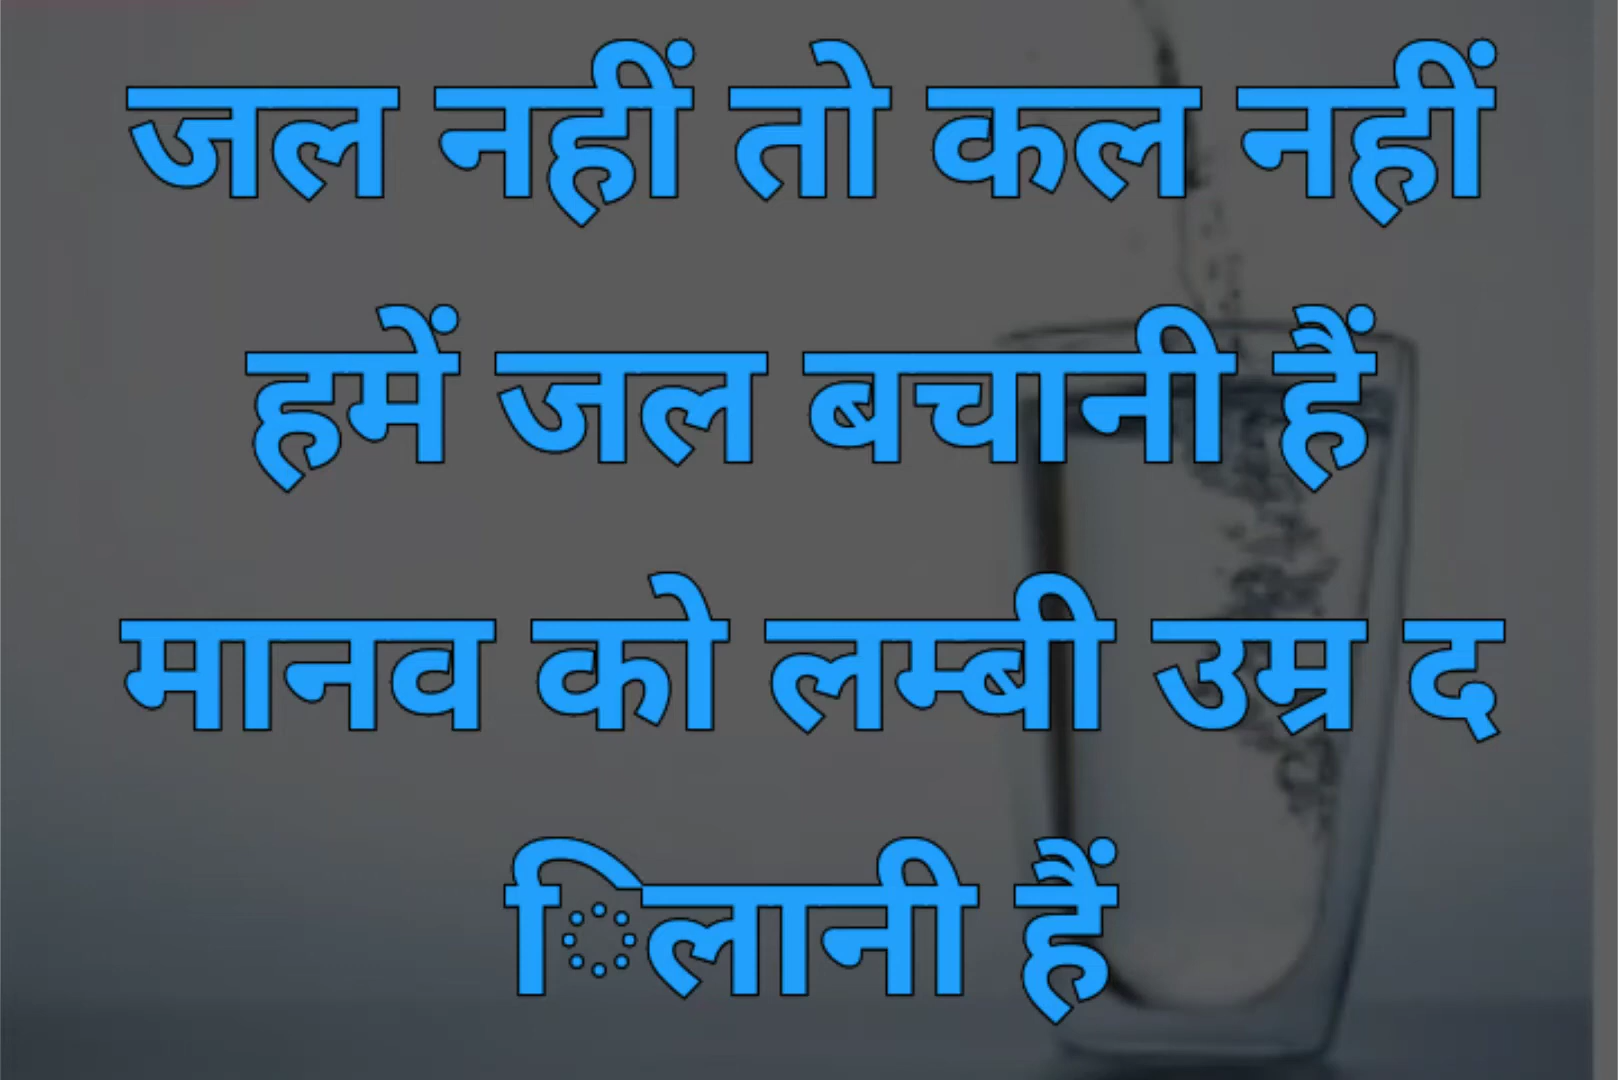 जल नहीं तो कल नहीं
हमें जल बचानी हैं
मानव को लम्बी उम्र द
िलानी हैं